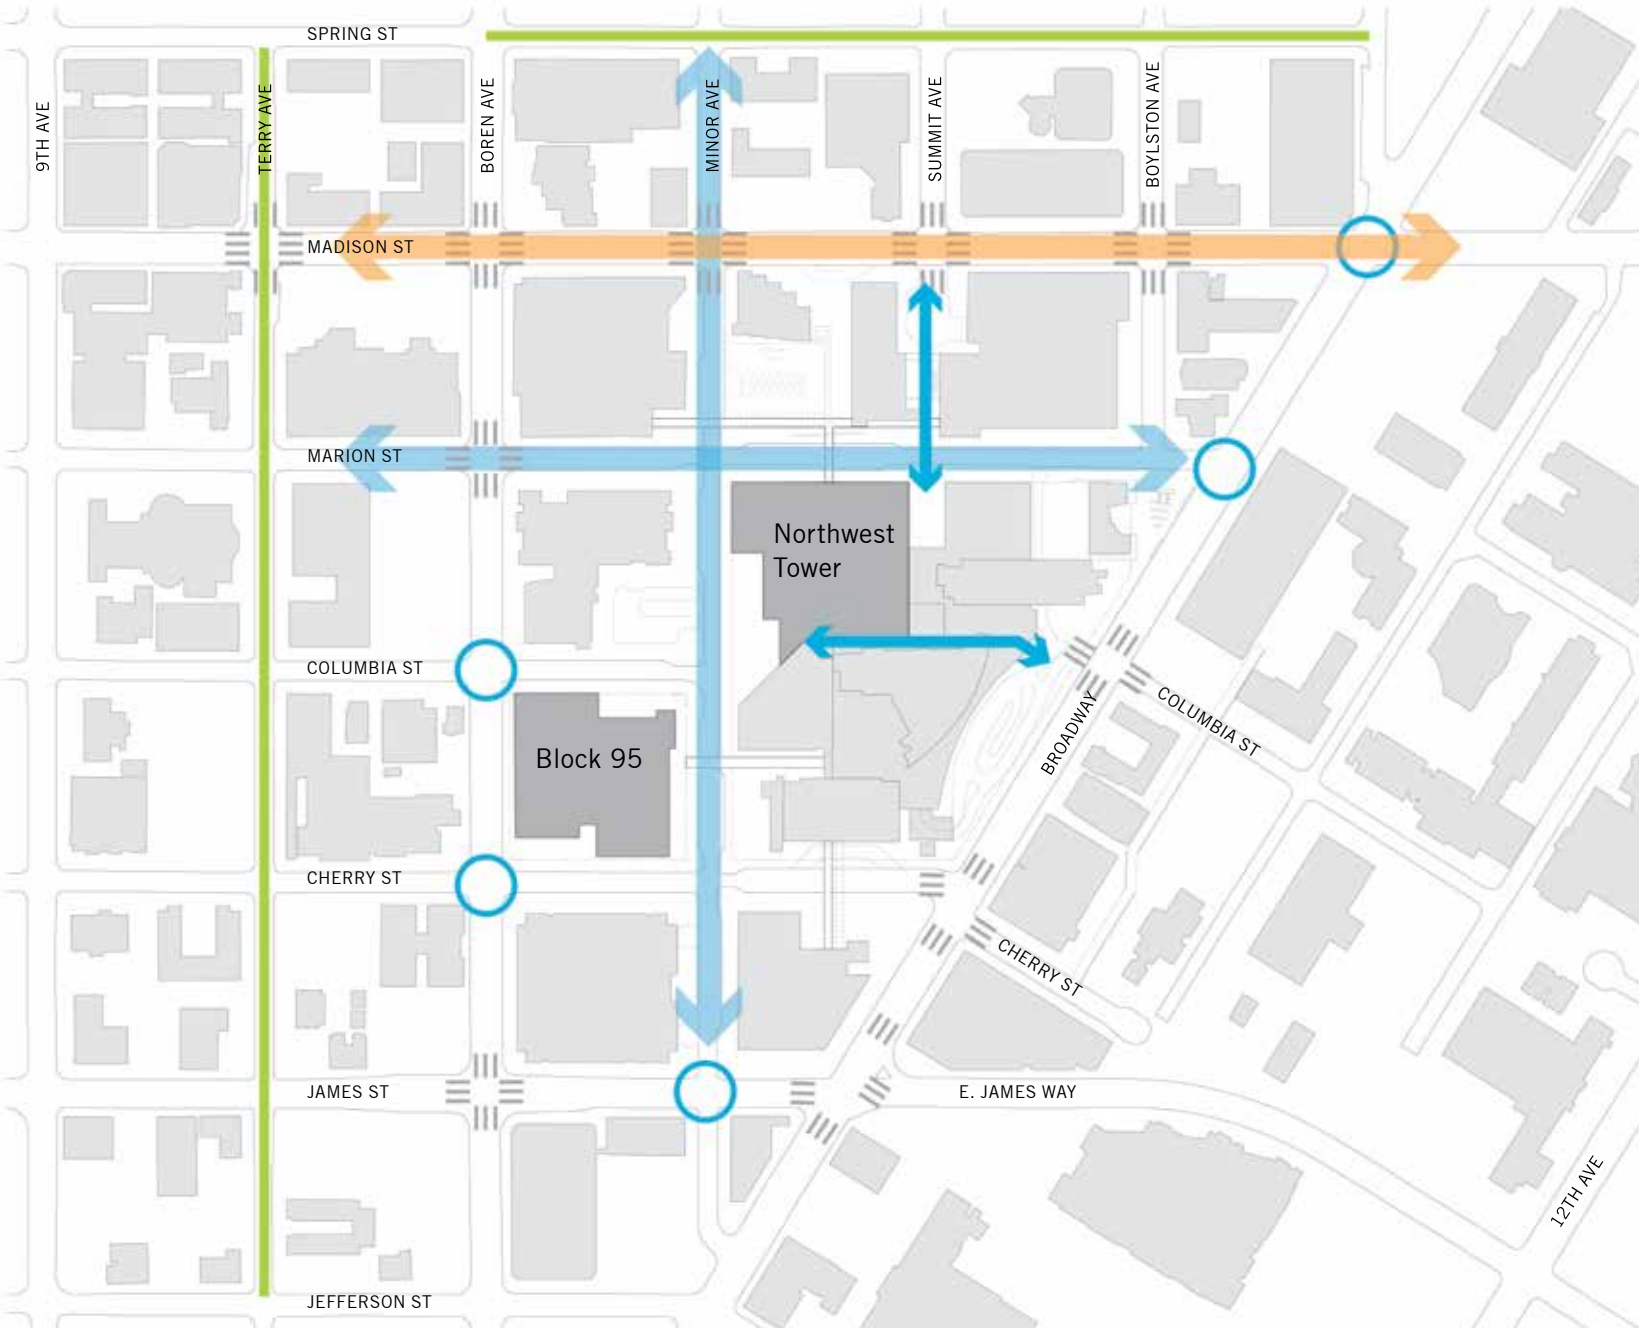 SPRING ST
9TH AVE
TERRY AVE
BOREN AVE
MINOR AVE
SUMMIT AVE
BOYLSTON AVE
MADISON ST
MARION ST
Northwest
Tower
COLUMBIA ST
BROADWAY
COLUMBIA ST
Block 95
CHERRY ST
CHERRY ST
JAMES ST
E. JAMES WAY
12TH AVE
JEFFERSON ST